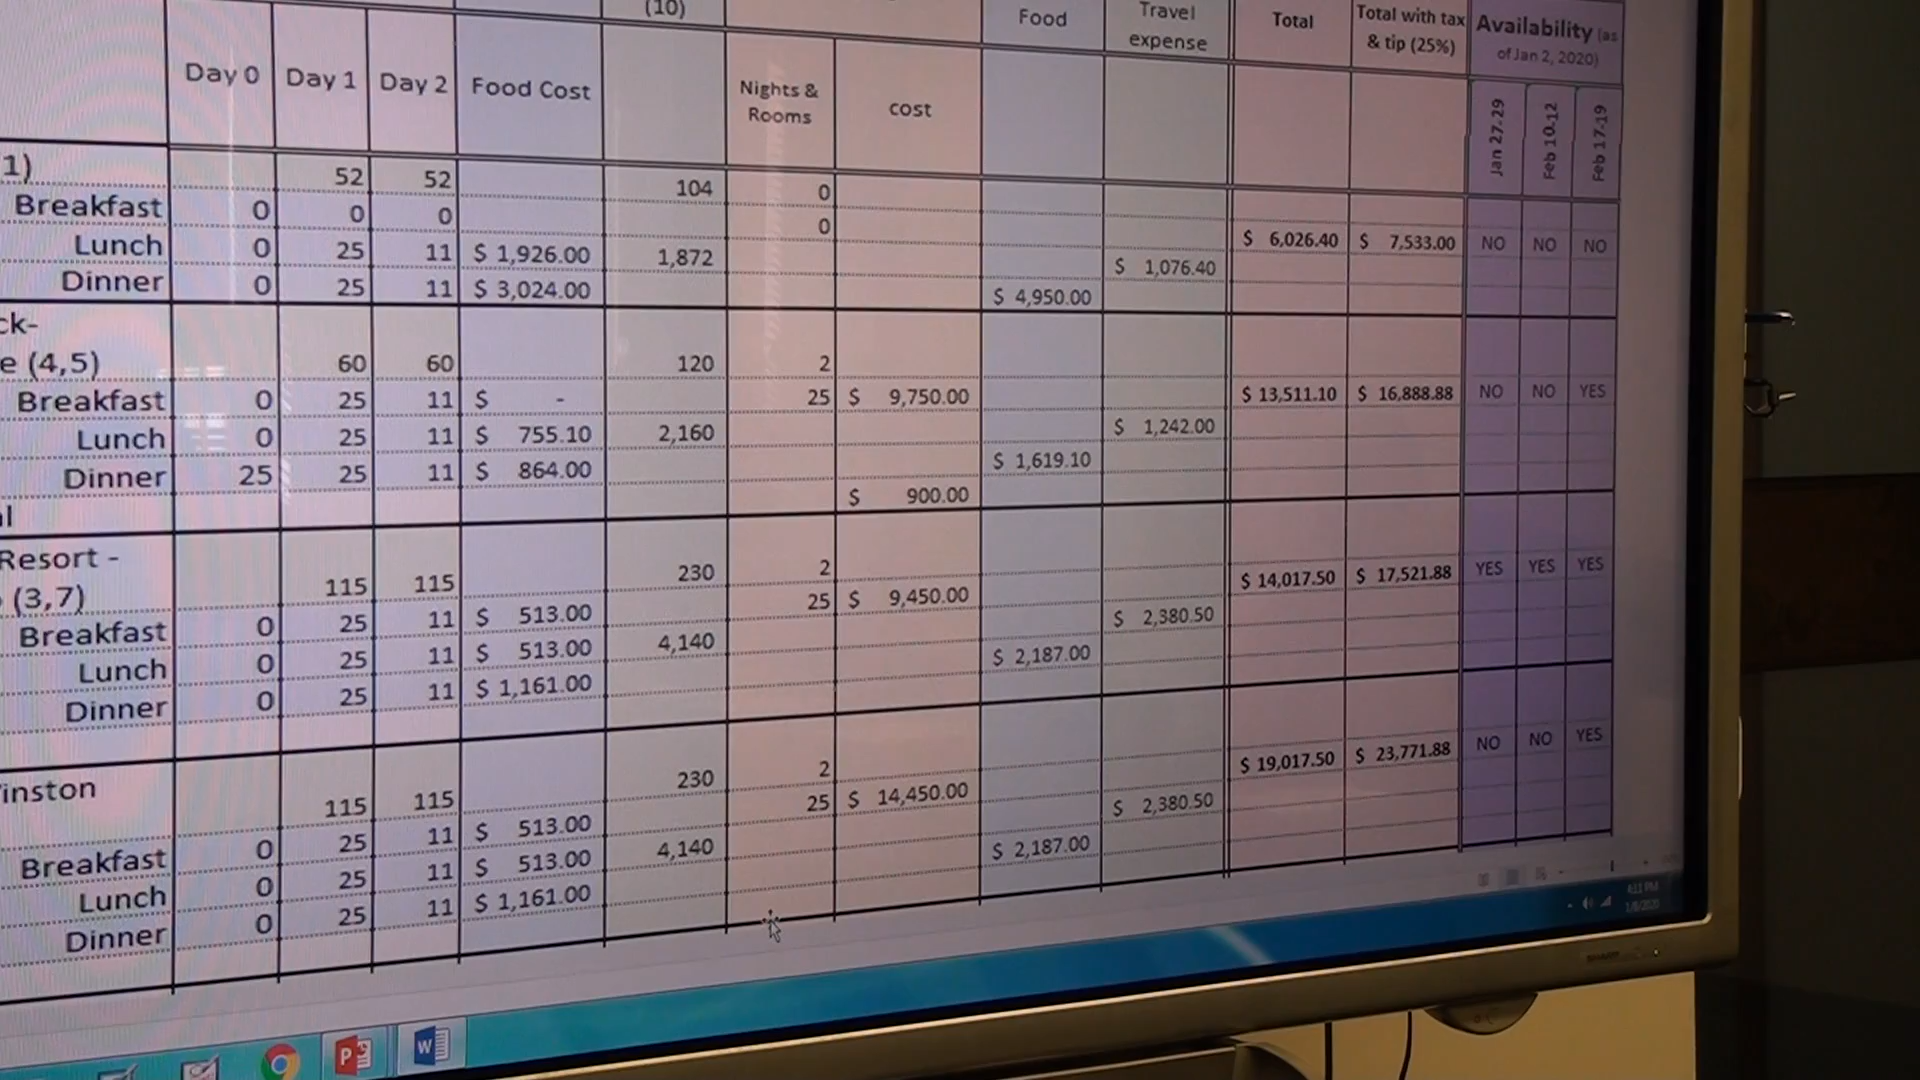 (10) Food Travel expense Total Total with tax & tip (25%) Availability (as of Jan 2, 2020)
Day 0 Day 1 Day 2 Food Cost Nights & Rooms cost Jan 27-29 Feb 10-12 Feb 17-19
1) 52 52 104 0
Breakfast 0 0 0 0
Lunch 0 25 11 $ 1,926.00 1,872 $ 1,076.40 $ 6,026.40 $ 7,533.00 NO NO NO
Dinner 0 25 11 $ 3,024.00 $ 4,950.00
ck-
e (4,5) 60 60 120 2
Breakfast 0 25 11 $ - 25 $ 9,750.00 $ 13,511.10 $ 16,888.88 NO NO YES
Lunch 0 25 11 $ 755.10 2,160 $ 1,242.00
Dinner 25 25 11 $ 864.00 $ 1,619.10
l $ 900.00
Resort -
(3,7) 115 115 230 2 $ 14,017.50 $ 17,521.88 YES YES YES
Breakfast 0 25 11 $ 513.00 25 $ 9,450.00 $ 2,380.50
Lunch 0 25 11 $ 513.00 4,140 $ 2,187.00
Dinner 0 25 11 $ 1,161.00
inston 115 115 230 2 $ 19,017.50 $ 23,771.88 NO NO YES
Breakfast 0 25 11 $ 513.00 25 $ 14,450.00 $ 2,380.50
Lunch 0 25 11 $ 513.00 4,140 $ 2,187.00
Dinner 0 25 11 $ 1,161.00
4:11 PM
1/8/2020
SHARP